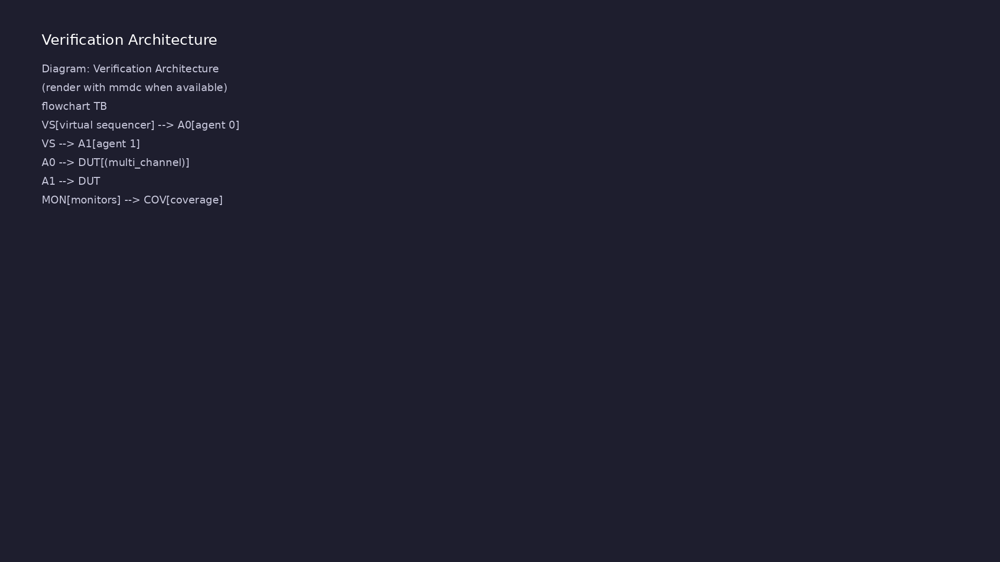 Verification Architecture
Diagram: Verification Architecture
(render with mmdc when available)
flowchart TB
VS[virtual sequencer] --> A0[agent 0]
VS --> A1[agent 1]
A0 --> DUT[(multi_channel)]
A1 --> DUT
MON[monitors] --> COV[coverage]